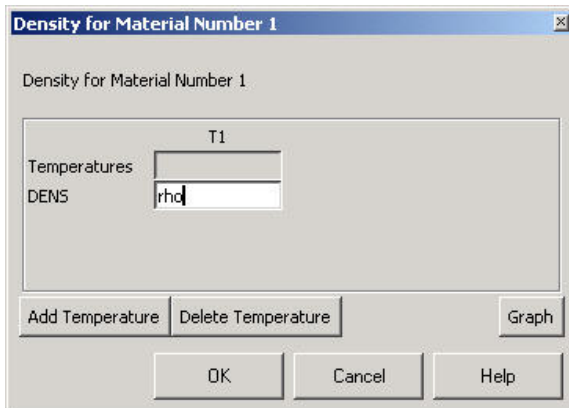 Density for Material Number 1
Density for Material Number 1
T1
Temperatures
DENS rho
Add Temperature Delete Temperature Graph
OK Cancel Help